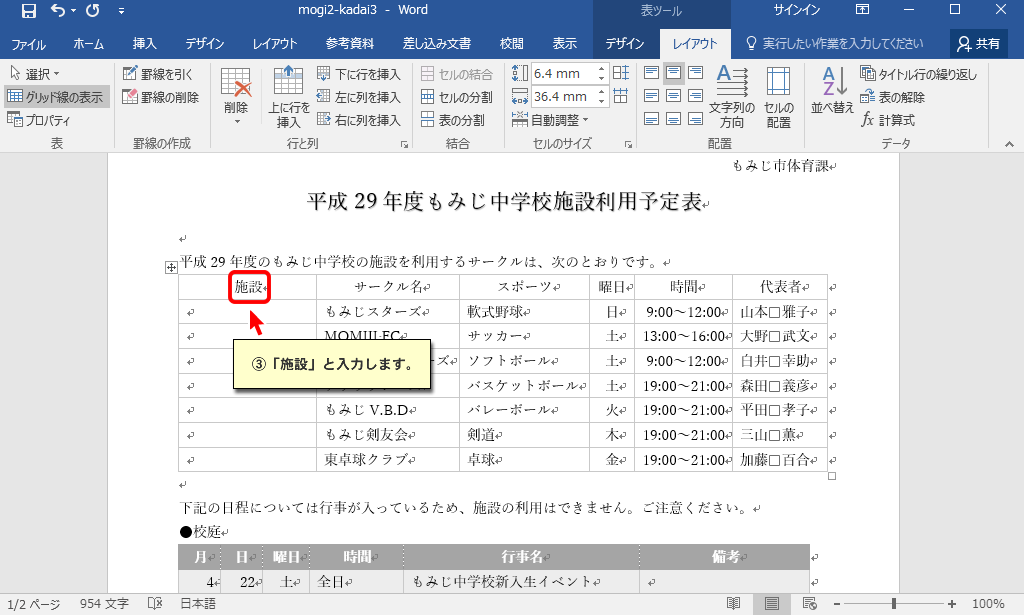 mogi2-kadai3 - Word
表ツール
サインイン
ファイル ホーム 挿入 デザイン レイアウト 参考資料 差し込み文書 校閲 表示 デザイン レイアウト 実行したい作業を入力してください 共有
選択
グリッド線の表示
プロパティ
表
罫線を引く
罫線の削除
罫線の作成
削除
上に行を挿入
下に行を挿入
左に列を挿入
右に列を挿入
行と列
セルの結合
セルの分割
表の分割
結合
6.4 mm
36.4 mm
自動調整
セルのサイズ
文字列の方向
セルの配置
配置
並べ替え
タイトル行の繰り返し
表の解除
fx 計算式
データ
もみじ市体育課
平成 29 年度もみじ中学校施設利用予定表
平成 29 年度のもみじ中学校の施設を利用するサークルは、次のとおりです。
施設 サークル名 スポーツ 曜日 時間 代表者
もみじスターズ 軟式野球 日 9:00～12:00 山本□雅子
MOMIJI-FC サッカー 土 13:00～16:00 大野□武文
ーズ ソフトボール 土 9:00～12:00 白井□幸助
バスケットボール 土 19:00～21:00 森田□義彦
もみじ V.B.D バレーボール 火 19:00～21:00 平田□孝子
もみじ剣友会 剣道 木 19:00～21:00 三山□薫
東卓球クラブ 卓球 金 19:00～21:00 加藤□百合
③「施設」と入力します。
下記の日程については行事が入っているため、施設の利用はできません。ご注意ください。
●校庭
月 日 曜日 時間 行事名 備考
4 22 土 全日 もみじ中学校新入生イベント
1/2 ページ 954 文字 日本語 100%